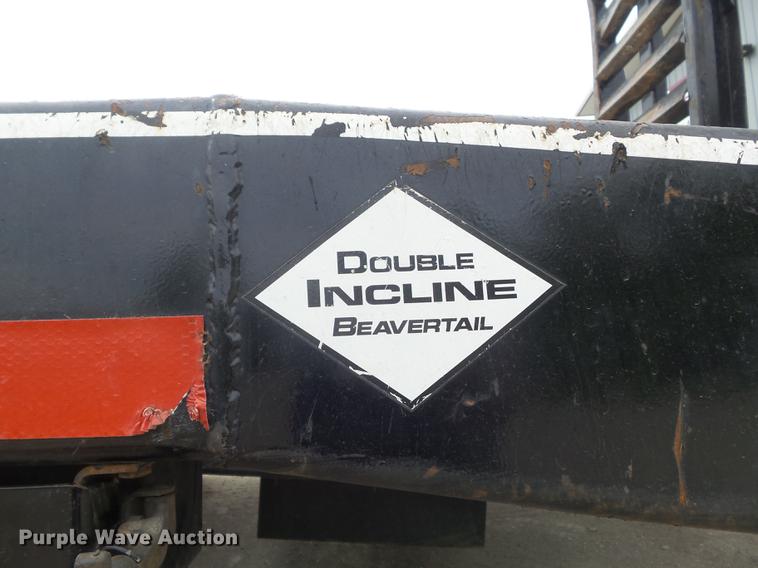 DOUBLE
INCLINE
BEAVERTAIL
Purple Wave Auction